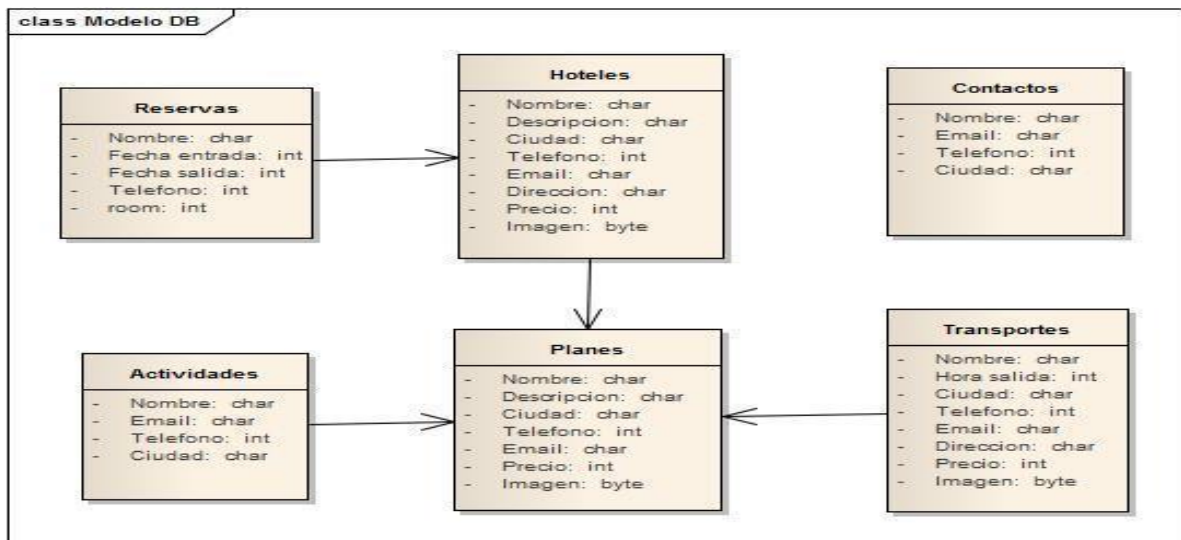 class Modelo DB
Reservas
- Nombre: char
- Fecha entrada: int
- Fecha salida: int
- Telefono: int
- room: int
Hoteles
- Nombre: char
- Descripcion: char
- Ciudad: char
- Telefono: int
- Email: char
- Direccion: char
- Precio: int
- Imagen: byte
Contactos
- Nombre: char
- Email: char
- Telefono: int
- Ciudad: char
Actividades
- Nombre: char
- Email: char
- Telefono: int
- Ciudad: char
Planes
- Nombre: char
- Descripcion: char
- Ciudad: char
- Telefono: int
- Email: char
- Precio: int
- Imagen: byte
Transportes
- Nombre: char
- Hora salida: int
- Ciudad: char
- Telefono: int
- Email: char
- Direccion: char
- Precio: int
- Imagen: byte